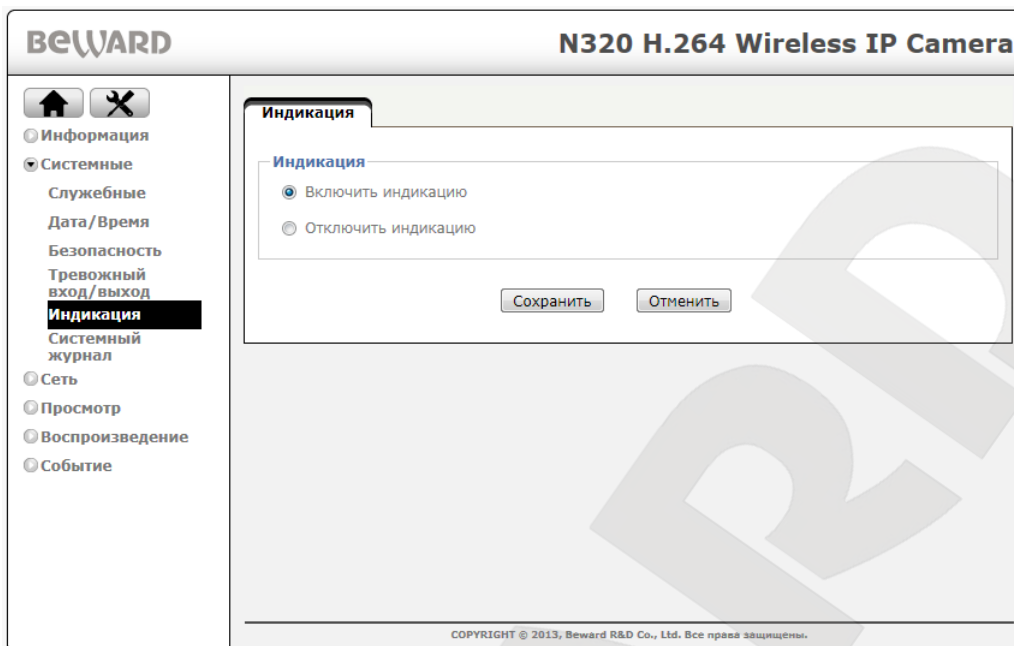 BEWARD
N320 H.264 Wireless IP Camera
Информация
Системные
Служебные
Дата/Время
Безопасность
Тревожный
вход/выход
Индикация
Системный
журнал
Сеть
Просмотр
Воспроизведение
Событие
Индикация
Индикация
Включить индикацию
Отключить индикацию
Сохранить
Отменить
COPYRIGHT © 2013, Beward R&D Co., Ltd. Все права защищены.
RD